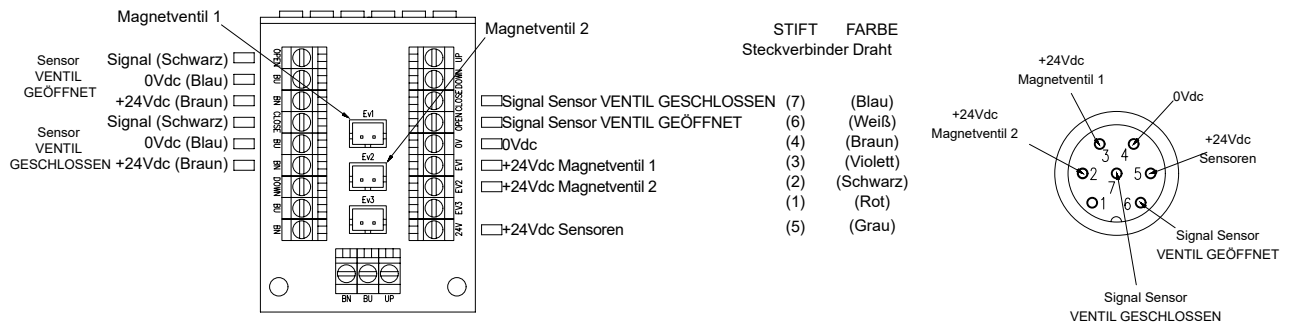 Magnetventil 1
Magnetventil 2
Sensor
VENTIL
GEÖFFNET
Signal (Schwarz)
0Vdc (Blau)
+24Vdc (Braun)
Sensor
VENTIL
GESCHLOSSEN
Signal (Schwarz)
0Vdc (Blau)
+24Vdc (Braun)
OPEN
BU
BN
CLOSE
BU
BN
DOWN
BU
BN
Ev1
Ev2
Ev3
BN BU UP
UP
DOWN
CLOSE
OPEN
0V
EV1
EV2
EV3
24V
STIFT FARBE
Steckverbinder Draht
Signal Sensor VENTIL GESCHLOSSEN (7) (Blau)
Signal Sensor VENTIL GEÖFFNET (6) (Weiß)
0Vdc (4) (Braun)
+24Vdc Magnetventil 1 (3) (Violett)
+24Vdc Magnetventil 2 (2) (Schwarz)
(1) (Rot)
+24Vdc Sensoren (5) (Grau)
+24Vdc
Magnetventil 1
0Vdc
+24Vdc
Magnetventil 2
+24Vdc
Sensoren
3 4
2 5
7
1 6
Signal Sensor
VENTIL GEÖFFNET
Signal Sensor
VENTIL GESCHLOSSEN